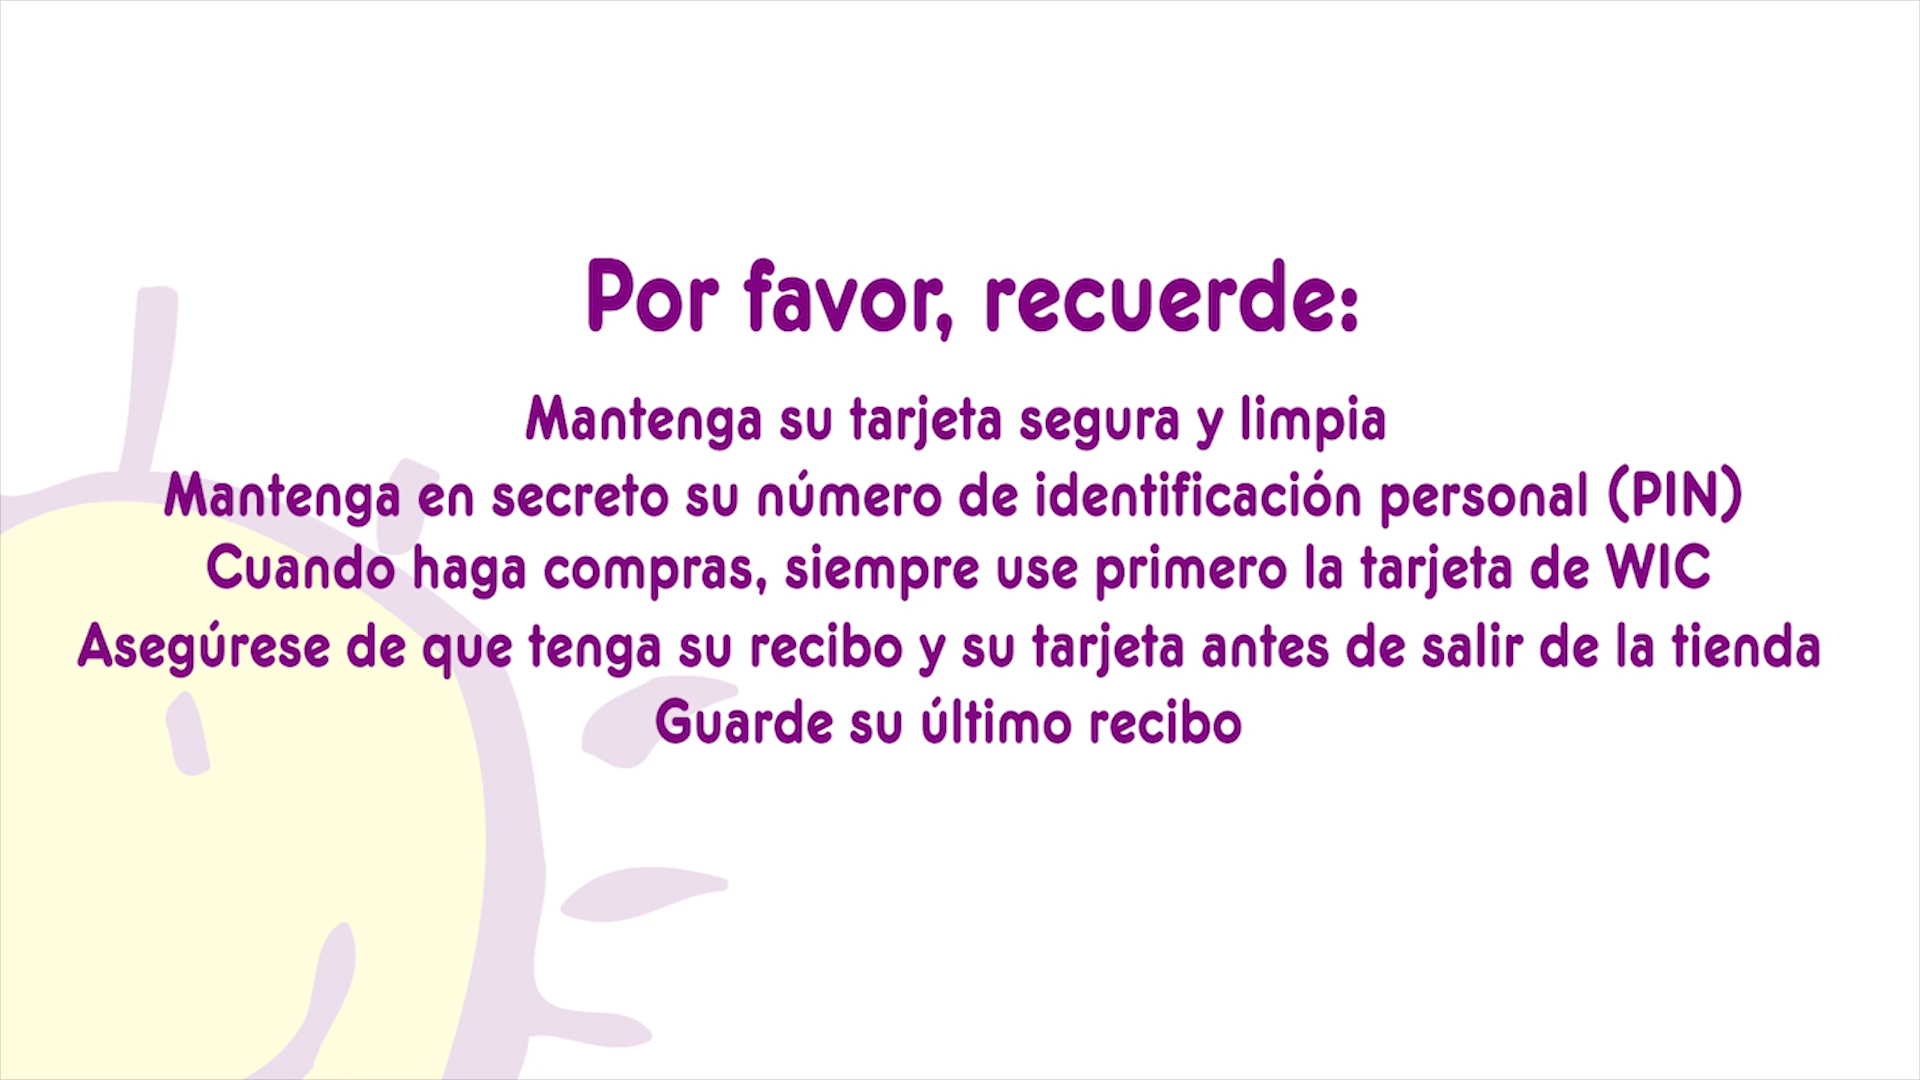 Por favor, recuerde:
Mantenga su tarjeta segura y limpia
Mantenga en secreto su número de identificación personal (PIN)
Cuando haga compras, siempre use primero la tarjeta de WIC
Asegúrese de que tenga su recibo y su tarjeta antes de salir de la tienda
Guarde su último recibo